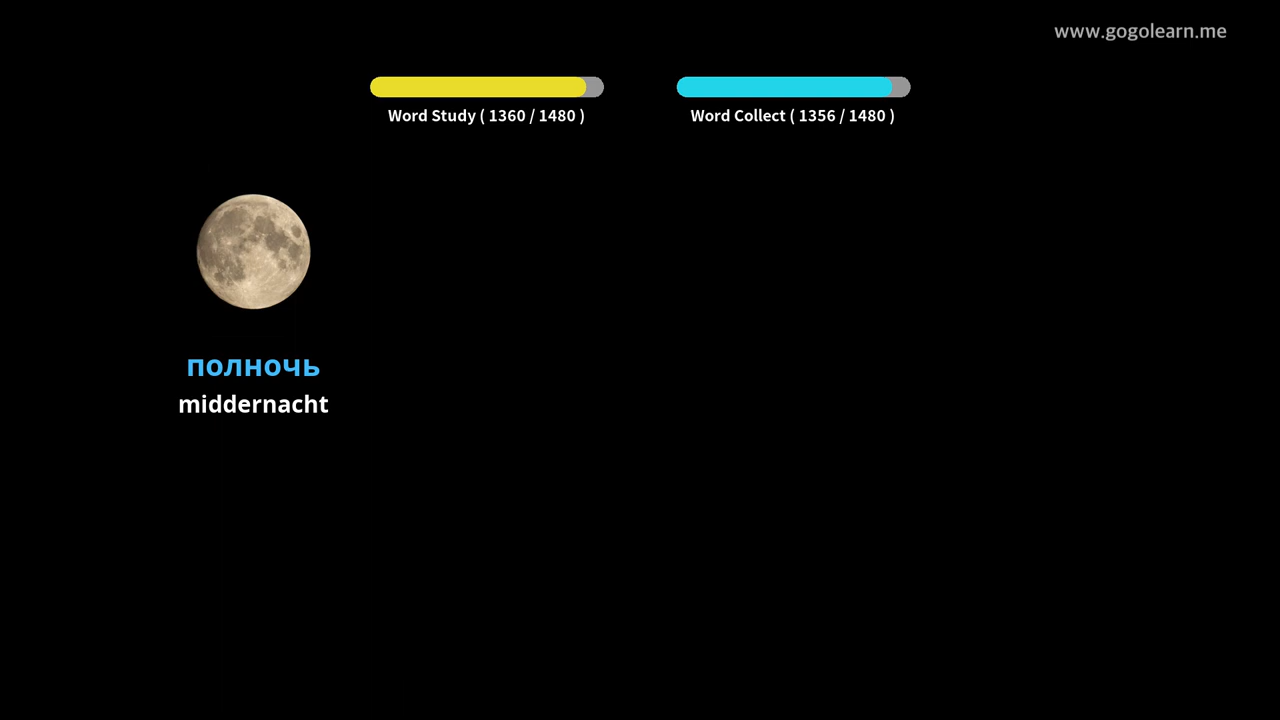 www.gogolearn.me
Word Study ( 1360 / 1480 )
Word Collect ( 1356 / 1480 )
полночь
middernacht